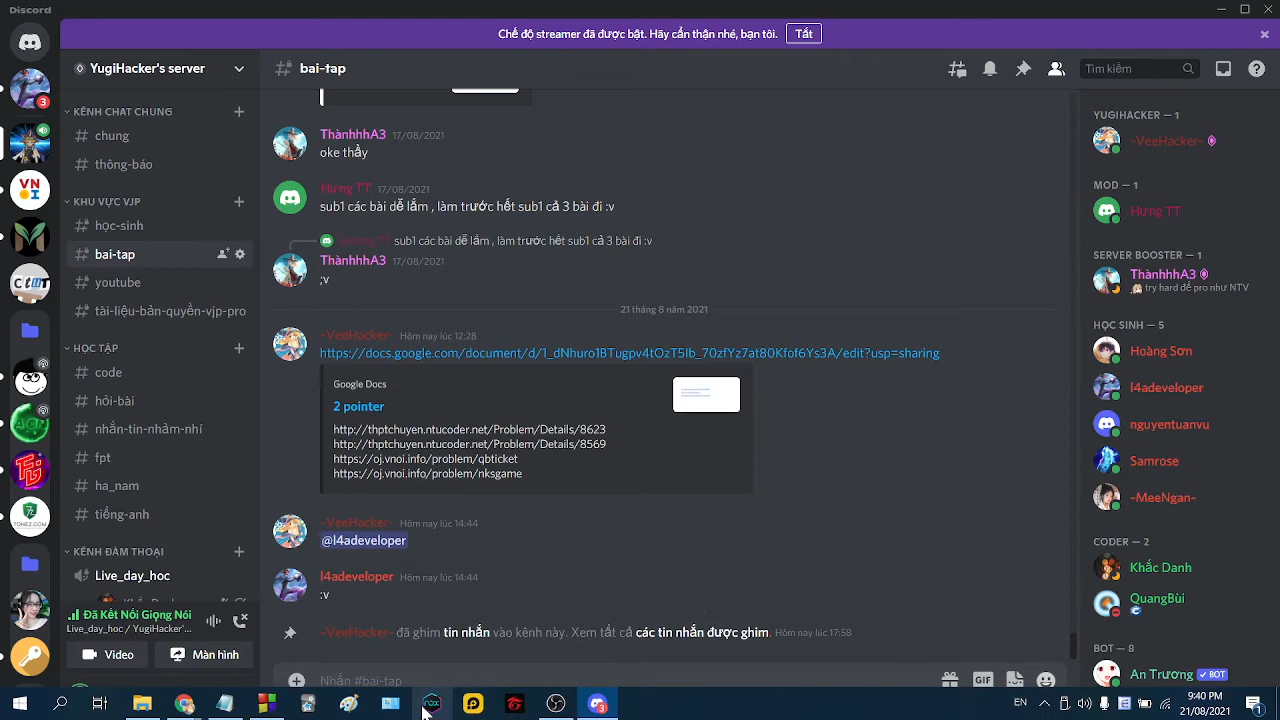 Discord
Chế độ streamer đã được bật. Hãy cẩn thận nhé, bạn tôi.
Tắt
YugiHacker's server
bai-tap
Tìm kiếm
3
KÊNH CHAT CHUNG
chung
thông-báo
KHU VỰC VJP
học-sinh
bai-tap
youtube
tài-liệu-bản-quyền-vjp-pro
HỌC TẬP
code
hỏi-bài
nhắn-tin-nhảm-nhí
fpt
ha_nam
tiếng-anh
KÊNH ĐÀM THOẠI
Live_day_hoc
Đã Kết Nối Giọng Nói
Live_day_hoc / YugiHacker'...
Video
Màn hình
ThànhhhA3 17/08/2021
oke thầy
Hưng TT 17/08/2021
sub1 các bài dễ lắm , làm trước hết sub1 cả 3 bài đi :v
sub1 các bài dễ lắm , làm trước hết sub1 cả 3 bài đi :v
ThànhhhA3 17/08/2021
;v
21 tháng 8 năm 2021
-VeeHacker- Hôm nay lúc 12:28
https://docs.google.com/document/d/1_dNhuro1BTugpv4tOzT5Ib_70zfYz7at80Kfof6Ys3A/edit?usp=sharing
Google Docs
2 pointer
http://thptchuyen.ntucoder.net/Problem/Details/8623
http://thptchuyen.ntucoder.net/Problem/Details/8569
https://oj.vnoi.info/problem/qbticket
https://oj.vnoi.info/problem/nksgame
-VeeHacker- Hôm nay lúc 14:44
@l4adeveloper
l4adeveloper Hôm nay lúc 14:44
:v
-VeeHacker- đã ghim tin nhắn vào kênh này. Xem tất cả các tin nhắn được ghim. Hôm nay lúc 17:58
Nhắn #bai-tap
GIF
YUGIHACKER — 1
-VeeHacker-
MOD — 1
Hưng TT
SERVER BOOSTER — 1
ThànhhhA3
try hard để pro như NTV
HỌC SINH — 5
Hoàng Sơn
l4adeveloper
nguyentuanvu
Samrose
-MeeNgan-
CODER — 2
Khắc Danh
QuangBùi
BOT — 8
An Trương BOT
EN
9:40 PM
21/08/2021